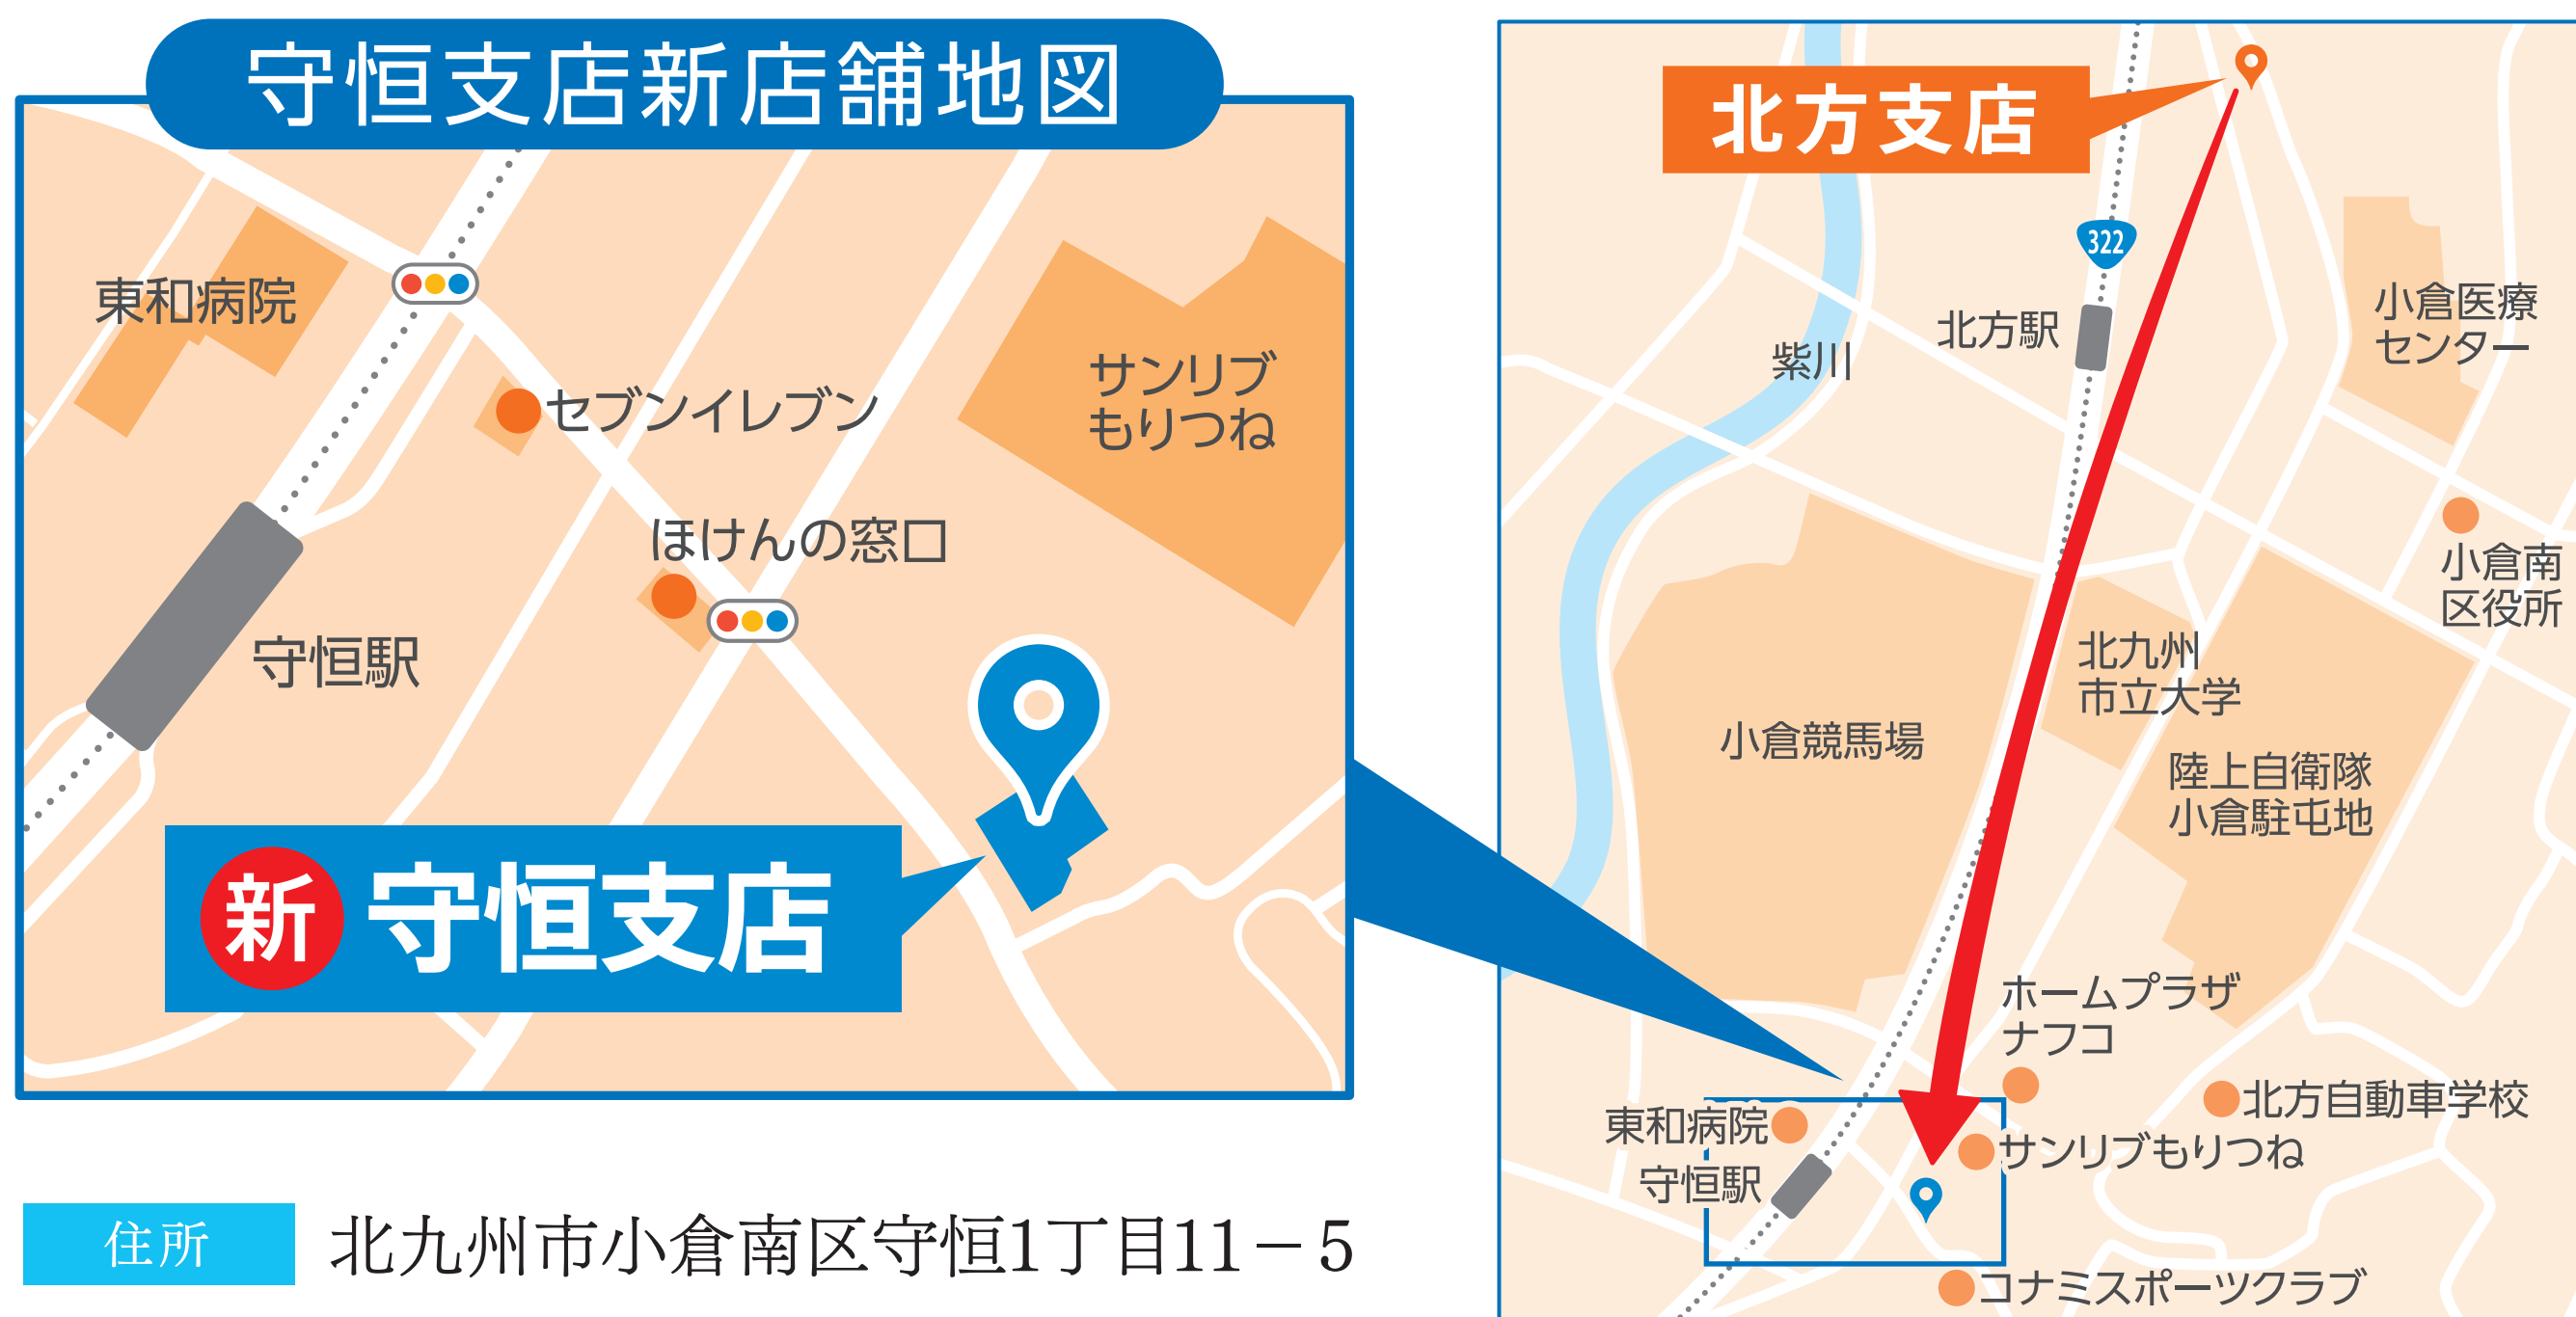 守恒支店新店舗地図
東和病院
セブンイレブン
サンリブ
もりつね
ほけんの窓口
守恒駅
新 守恒支店
住所 北九州市小倉南区守恒1丁目11－5
北方支店
322
北方駅
紫川
小倉医療
センター
小倉南
区役所
北九州
市立大学
小倉競馬場
陸上自衛隊
小倉駐屯地
ホームプラザ
ナフコ
北方自動車学校
東和病院
サンリブもりつね
守恒駅
コナミスポーツクラブ